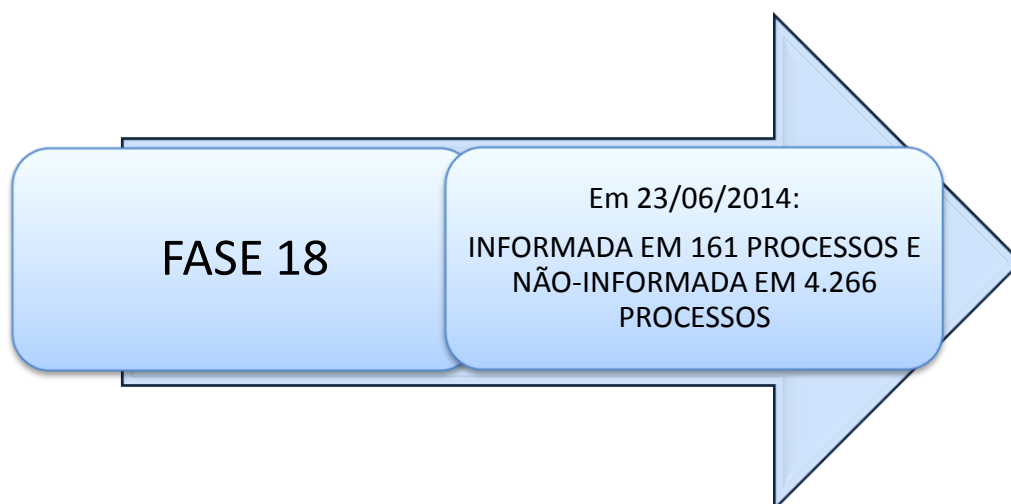 FASE 18
Em 23/06/2014:
INFORMADA EM 161 PROCESSOS E
NÃO-INFORMADA EM 4.266
PROCESSOS